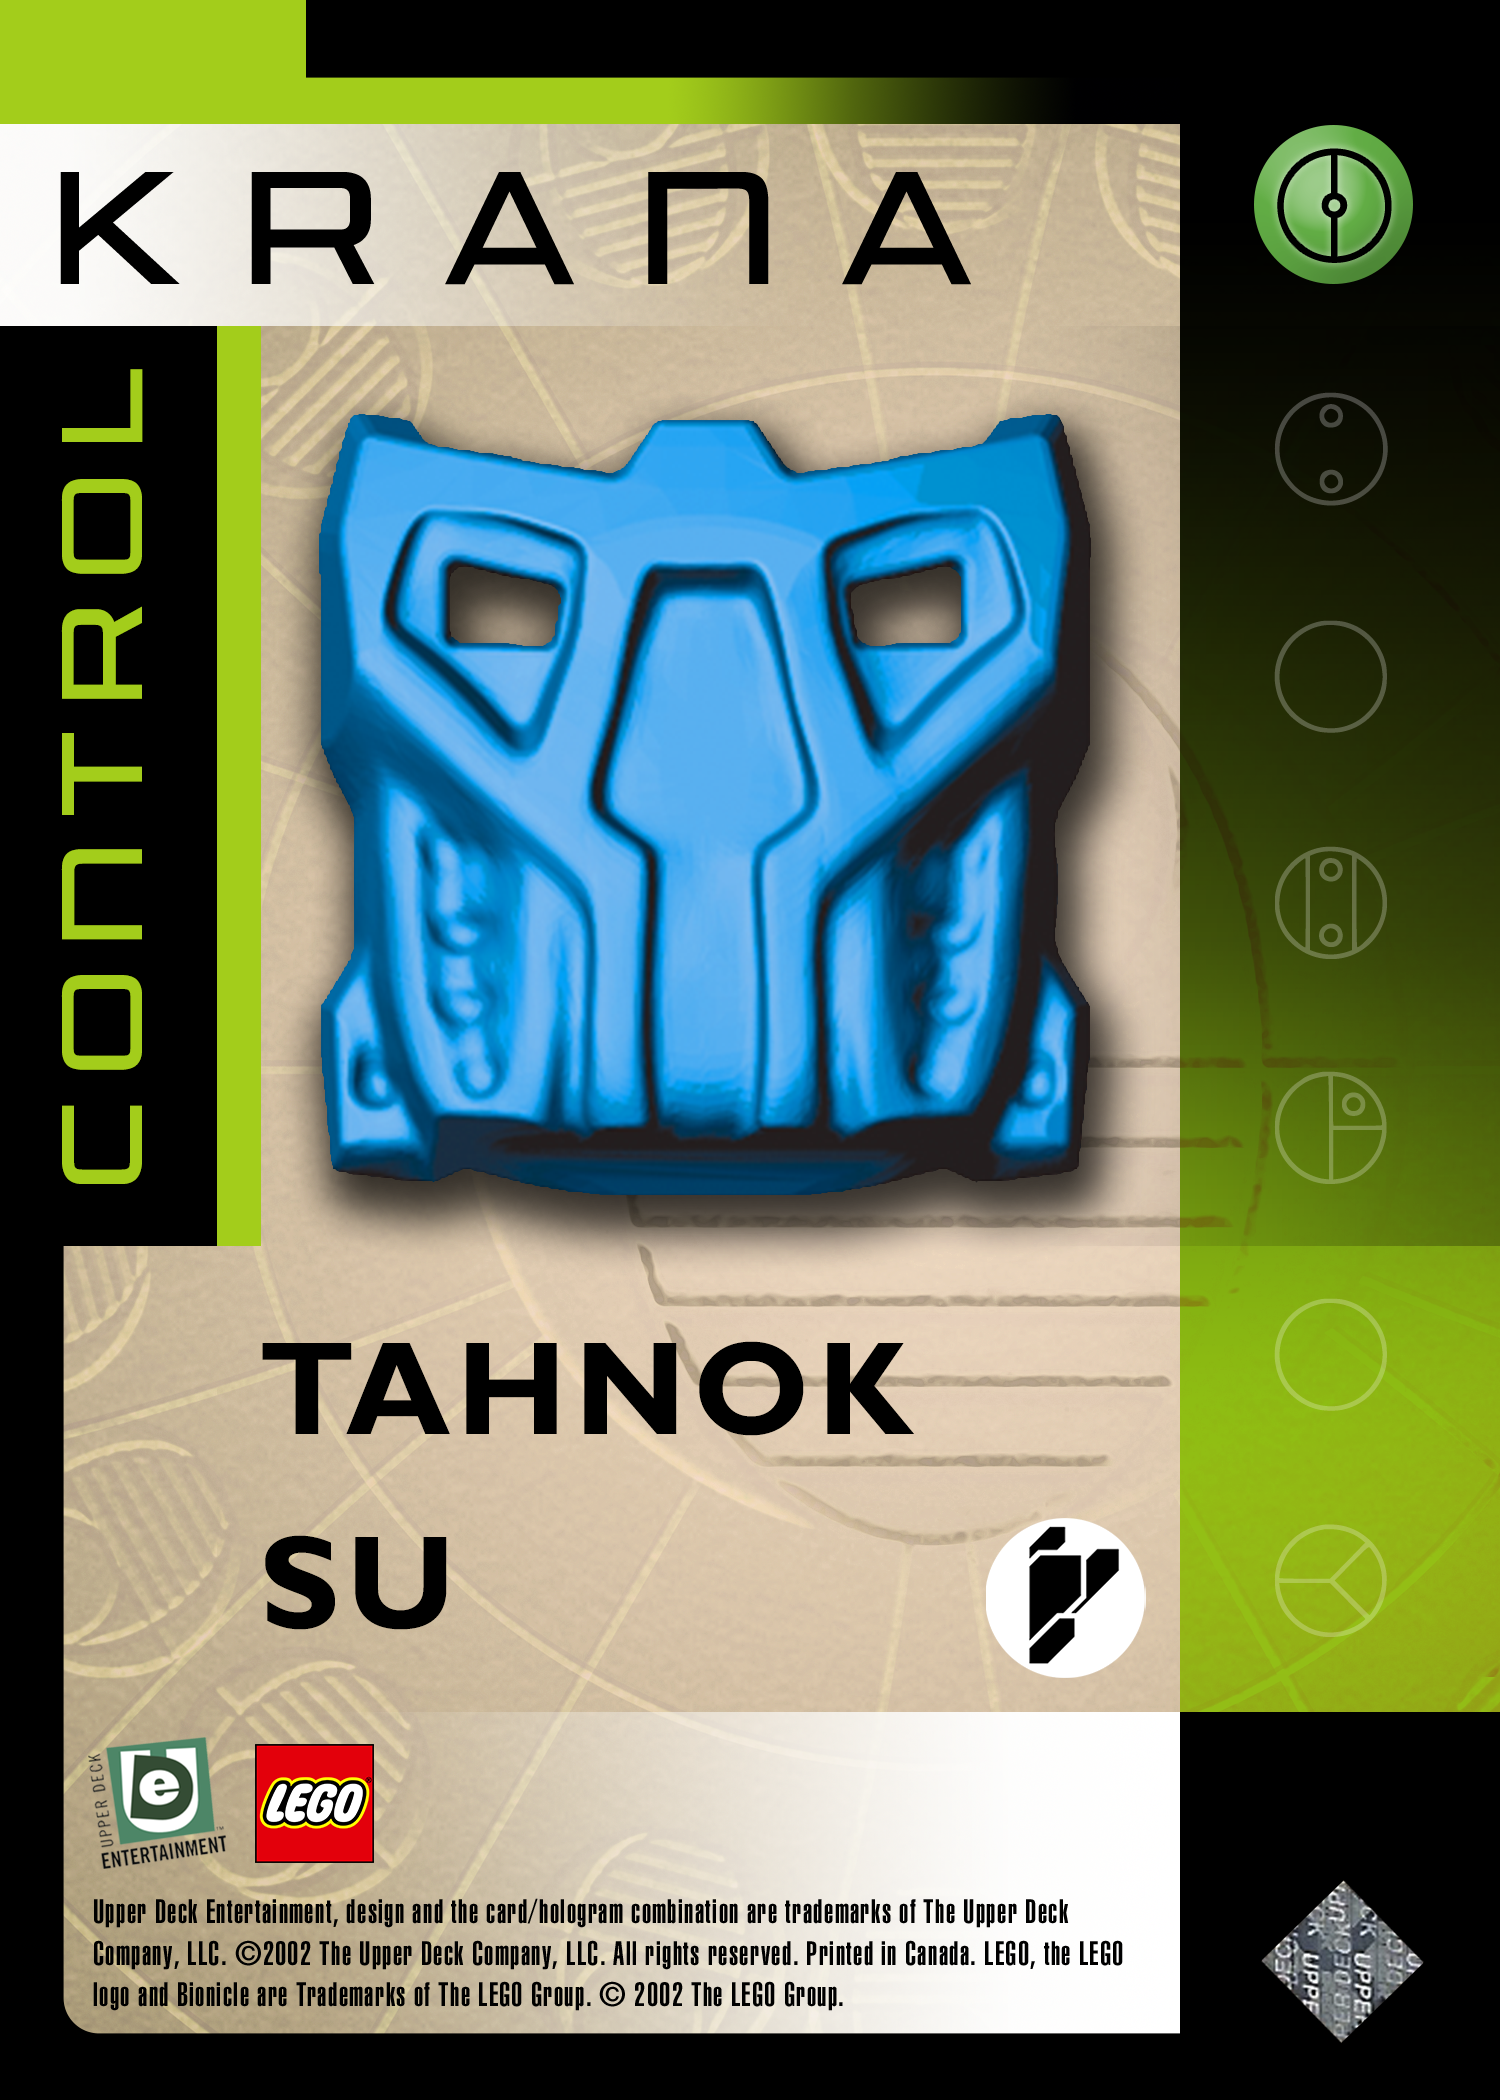 KRANA
CONTROL
TAHNOK
SU
UPPER DECK
ENTERTAINMENT
LEGO
Upper Deck Entertainment, design and the card/hologram combination are trademarks of The Upper Deck
Company, LLC. ©2002 The Upper Deck Company, LLC. All rights reserved. Printed in Canada. LEGO, the LEGO
logo and Bionicle are Trademarks of The LEGO Group. © 2002 The LEGO Group.